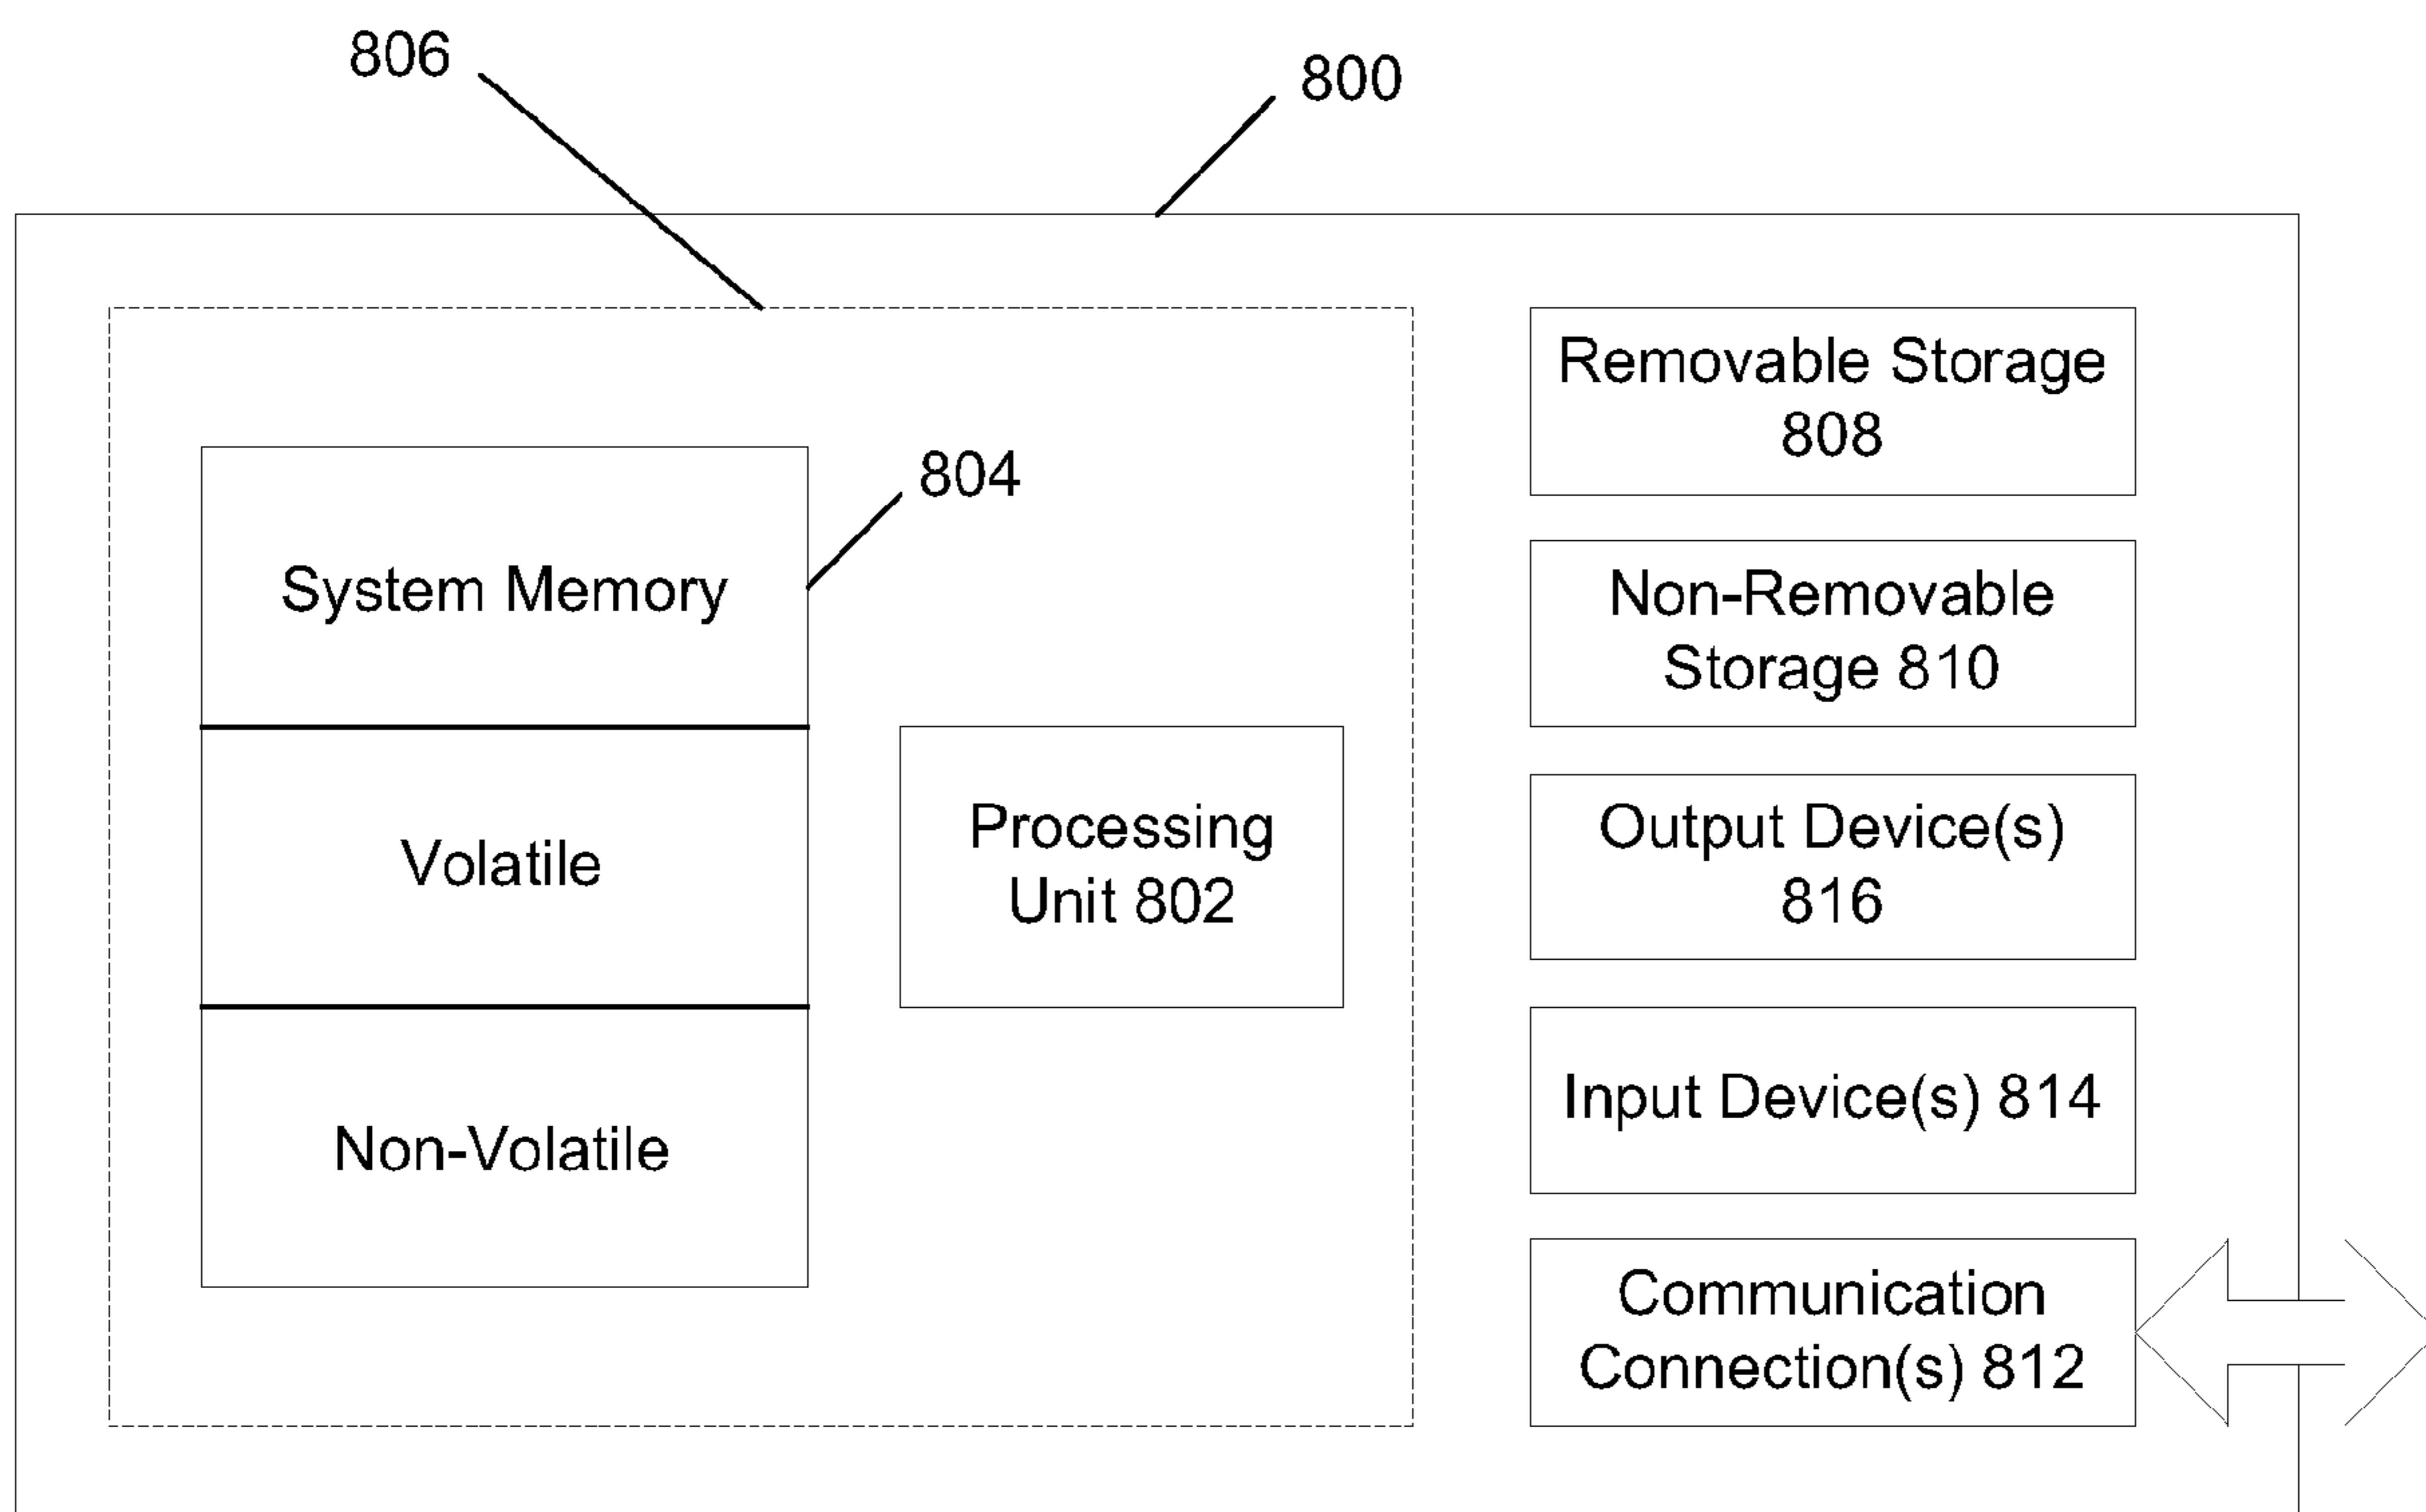 806
800
804
System Memory
Volatile
Non-Volatile
Processing
Unit 802
Removable Storage
808
Non-Removable
Storage 810
Output Device(s)
816
Input Device(s) 814
Communication
Connection(s) 812